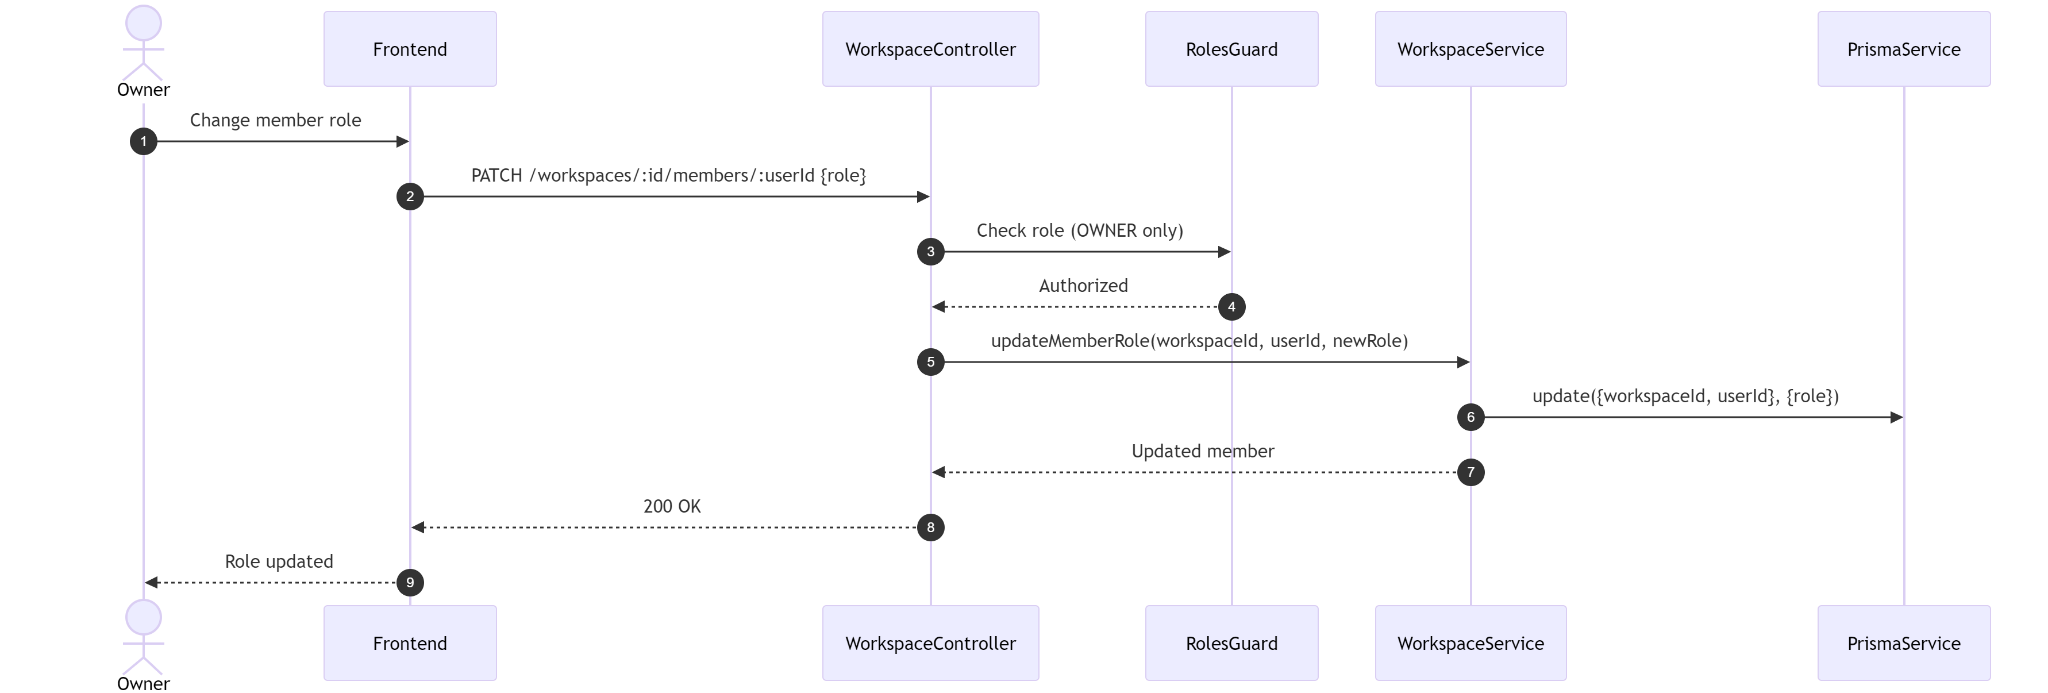 Owner
Frontend
WorkspaceController
RolesGuard
WorkspaceService
PrismaService
Change member role
1
PATCH /workspaces/:id/members/:userId {role}
2
Check role (OWNER only)
3
Authorized
4
updateMemberRole(workspaceId, userId, newRole)
5
update({workspaceId, userId}, {role})
6
Updated member
7
200 OK
8
Role updated
9
Frontend
WorkspaceController
RolesGuard
WorkspaceService
PrismaService
Owner